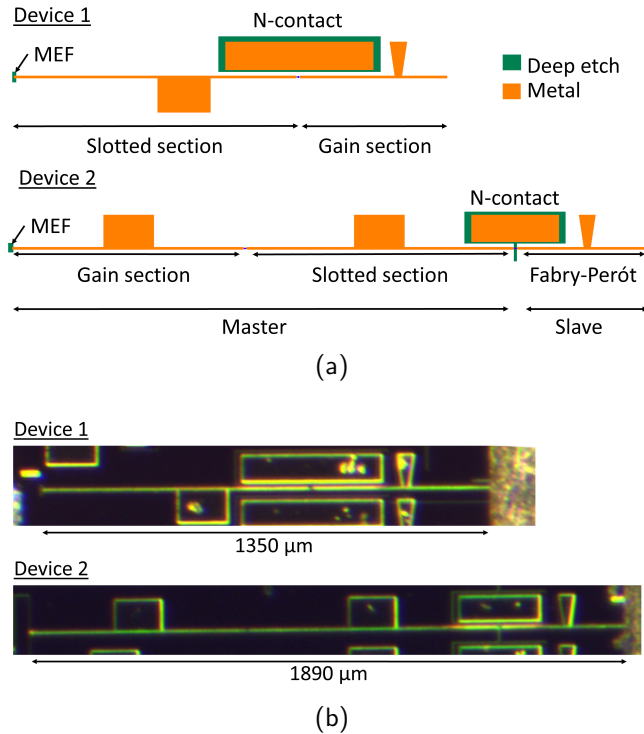 Device 1
N-contact
MEF
Deep etch
Metal
Slotted section
Gain section
Device 2
N-contact
MEF
Gain section
Slotted section
Fabry-Perót
Master
Slave
(a)
Device 1
1350 µm
Device 2
1890 µm
(b)